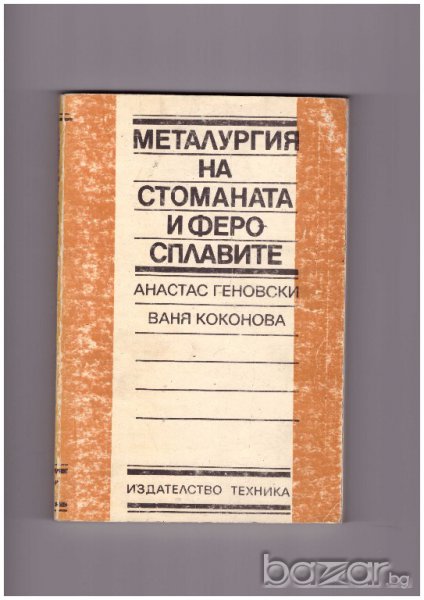 МЕТАЛУРГИЯ
НА
СТОМАНАТА
И ФЕРО-
СПЛАВИТЕ
АНАСТАС ГЕНОВСКИ
ВАНЯ КОКОНОВА
ИЗДАТЕЛСТВО ТЕХНИКА
bazar.bg